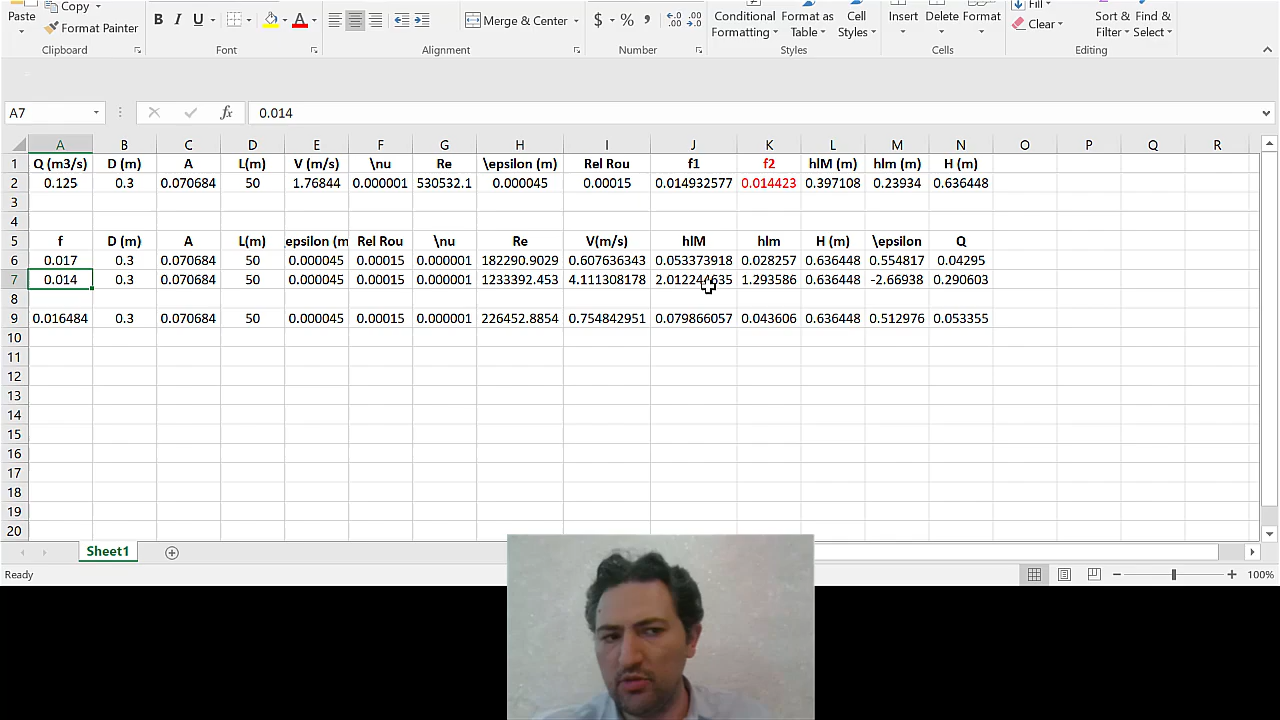 Paste Copy
Format Painter
B I U A Merge & Center $ % , Conditional Formatting Format as Table Cell Styles Insert Delete Format Fill Clear Sort & Filter Find & Select
Clipboard Font Alignment Number Styles Cells Editing
A7 fx 0.014
A B C D E F G H I J K L M N O P Q R
1 Q (m3/s) D (m) A L(m) V (m/s) \nu Re \epsilon (m) Rel Rou f1 f2 hlM (m) hlm (m) H (m)
2 0.125 0.3 0.070684 50 1.76844 0.000001 530532.1 0.000045 0.00015 0.014932577 0.014423 0.397108 0.23934 0.636448
3
4
5 f D (m) A L(m) epsilon (m Rel Rou \nu Re V(m/s) hlM hlm H (m) \epsilon Q
6 0.017 0.3 0.070684 50 0.000045 0.00015 0.000001 182290.9029 0.607636343 0.053373918 0.028257 0.636448 0.554817 0.04295
7 0.014 0.3 0.070684 50 0.000045 0.00015 0.000001 1233392.453 4.111308178 2.012244635 1.293586 0.636448 -2.66938 0.290603
8
9 0.016484 0.3 0.070684 50 0.000045 0.00015 0.000001 226452.8854 0.754842951 0.079866057 0.043606 0.636448 0.512976 0.053355
10
11
12
13
14
15
16
17
18
19
20
Sheet1
Ready 100%